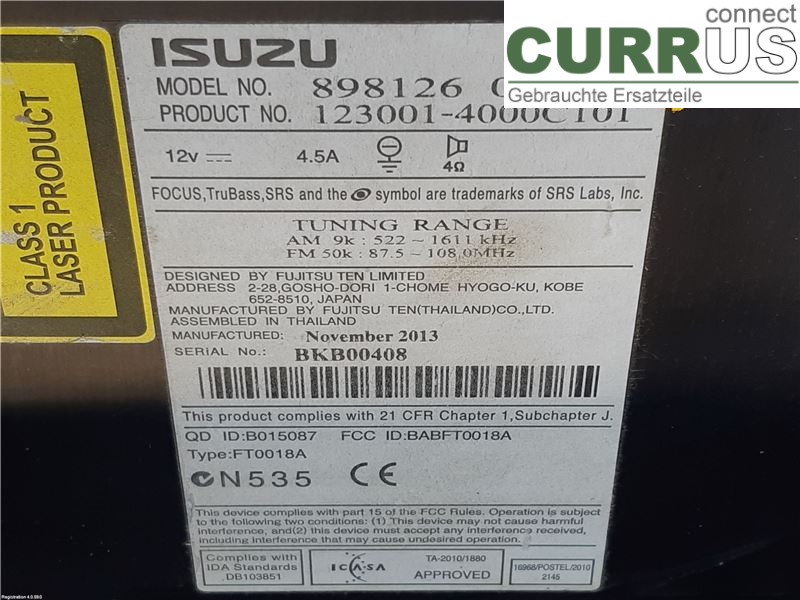 connect
CURRUS
Gebrauchte Ersatzteile
ISUZU
MODEL NO. 898126
PRODUCT NO. 123001-4000C101
12v 4.5A 4Ω
FOCUS,TruBass,SRS and the symbol are trademarks of SRS Labs, Inc.
TUNING RANGE
AM 9k : 522 ~ 1611 kHz
FM 50k : 87.5 ~ 108.0MHz
DESIGNED BY FUJITSU TEN LIMITED
ADDRESS 2-28,GOSHO-DORI 1-CHOME HYOGO-KU, KOBE
652-8510, JAPAN
MANUFACTURED BY FUJITSU TEN(THAILAND)CO.,LTD.
ASSEMBLED IN THAILAND
MANUFACTURED: November 2013
SERIAL No.: BKB00408
This product complies with 21 CFR Chapter 1,Subchapter J.
QD ID:B015087 FCC ID:BABFT0018A
Type:FT0018A
N535 CE
This device complies with part 15 of the FCC Rules. Operation is subject
to the following two conditions: (1) This device may not cause harmful
interference, and(2) this device must accept any interference received,
including interference that may cause undesired operation.
Complies with
IDA Standards
DB103851
ICASA
TA-2010/1880
APPROVED
16968/POSTEL/2010
2145
CLASS 1
LASER PRODUCT
Registration 4.0.59.0